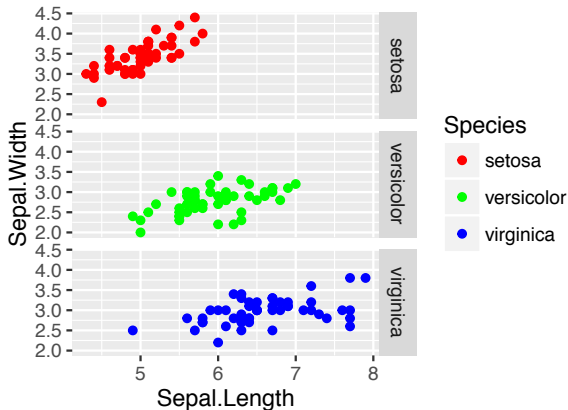 Sepal.Width
4.5
4.0
3.5
3.0
2.5
2.0
setosa
4.5
4.0
3.5
3.0
2.5
2.0
versicolor
4.5
4.0
3.5
3.0
2.5
2.0
virginica
5 6 7 8
Sepal.Length
Species
setosa
versicolor
virginica